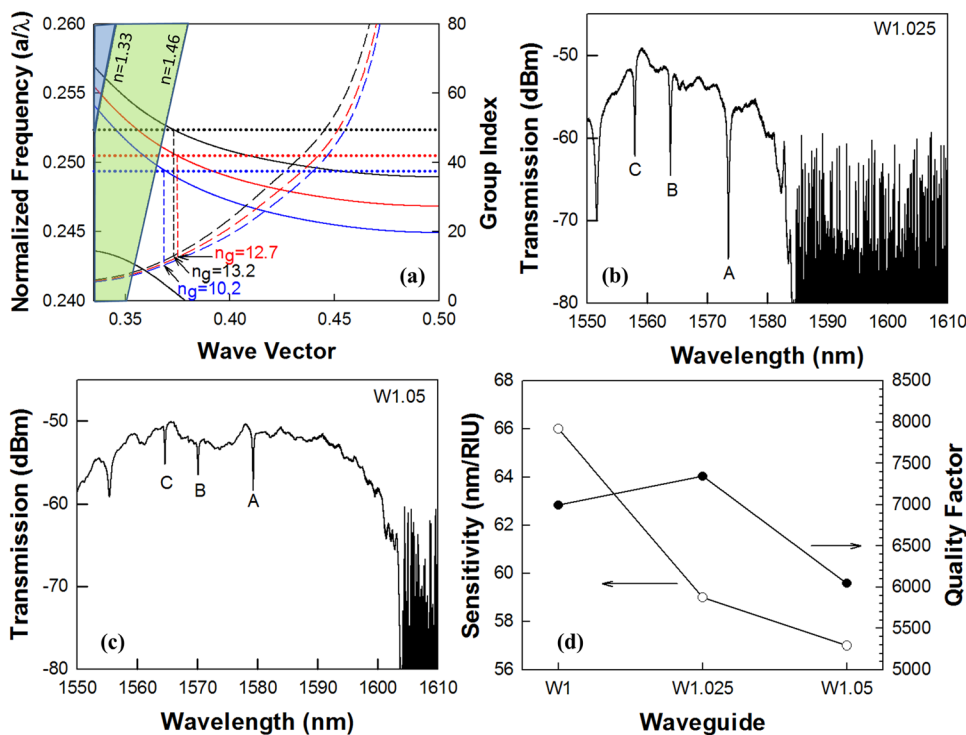 Normalized Frequency (a/λ)
0.260
0.255
0.250
0.245
0.240
n=1.33
n=1.46
ng=12.7
ng=13.2
ng=10.2
(a)
80
60
40
20
0
Group Index
0.35 0.40 0.45 0.50
Wave Vector
Transmission (dBm)
-50
-60
-70
-80
(b)
W1.025
C
B
A
1550 1560 1570 1580 1590 1600 1610
Wavelength (nm)
Transmission (dBm)
-50
-60
-70
-80
W1.05
C B A
(c)
1550 1560 1570 1580 1590 1600 1610
Wavelength (nm)
Sensitivity (nm/RIU)
68
66
64
62
60
58
56
(d)
8500
8000
7500
7000
6500
6000
5500
5000
Quality Factor
W1 W1.025 W1.05
Waveguide